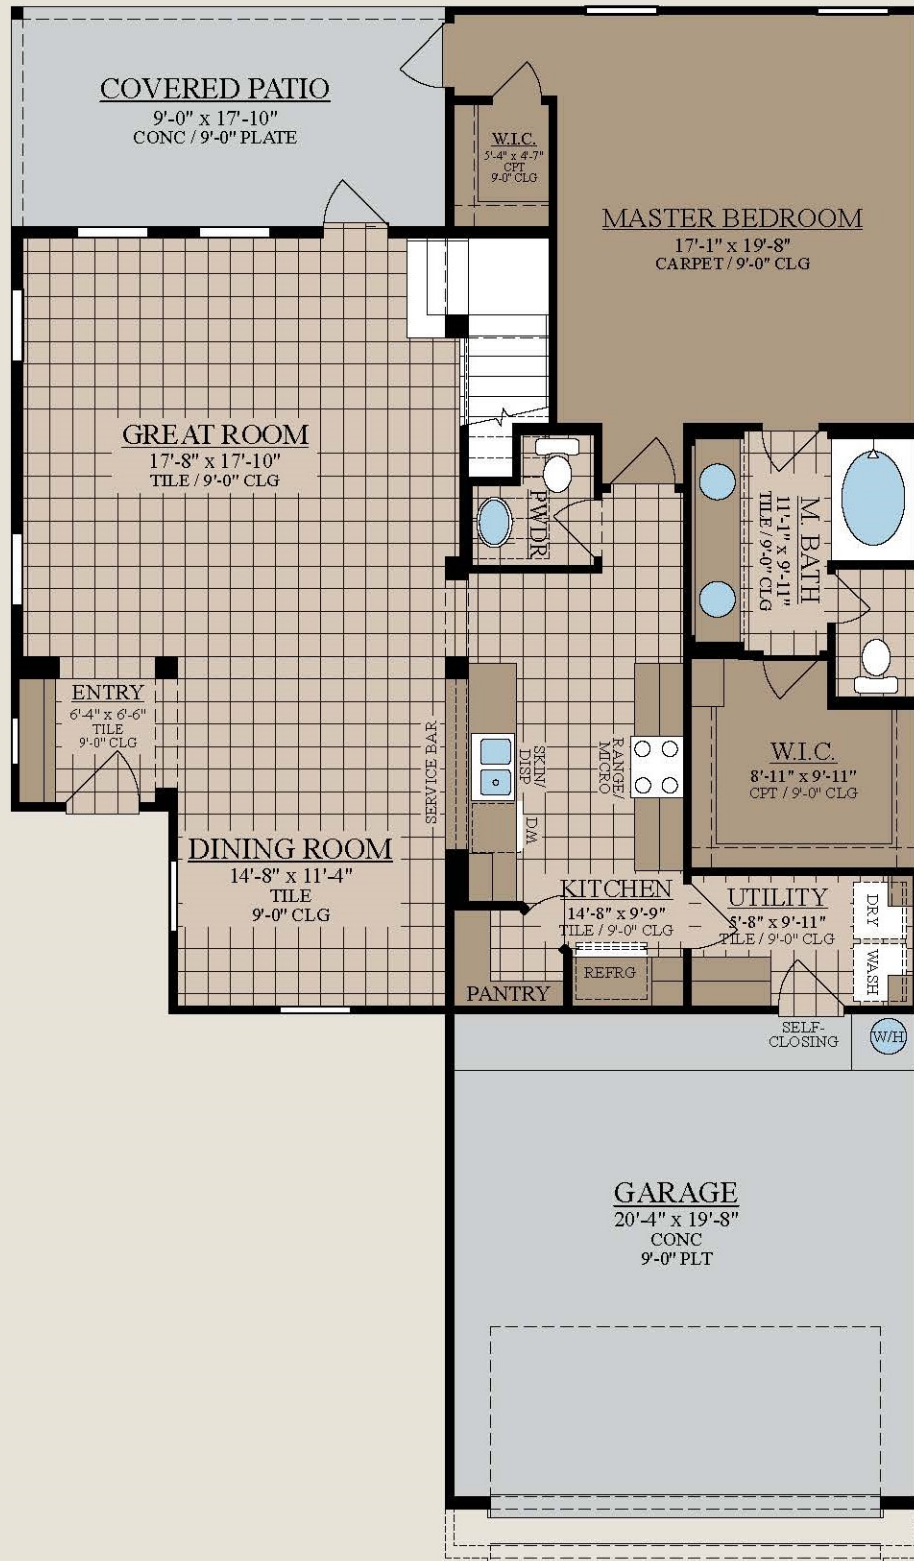 COVERED PATIO
9'-0" x 17'-10"
CONC / 9'-0" PLATE
W.I.C.
5'-4" x 4'-7"
CPT
9'-0" CLG
MASTER BEDROOM
17'-1" x 19'-8"
CARPET / 9'-0" CLG
GREAT ROOM
17'-8" x 17'-10"
TILE / 9'-0" CLG
PWDR
M. BATH
11'-1" x 9'-11"
TILE / 9'-0" CLG
ENTRY
6'-4" x 6'-6"
TILE
9'-0" CLG
SERVICE BAR
SKIN/
DISP
RANGE/
MICRO
D.M
W.I.C.
8'-11" x 9'-11"
CPT / 9'-0" CLG
DINING ROOM
14'-8" x 11'-4"
TILE
9'-0" CLG
KITCHEN
14'-8" x 9'-9"
TILE / 9'-0" CLG
UTILITY
5'-8" x 9'-11"
TILE / 9'-0" CLG
DRY
WASH
REFRG
PANTRY
SELF-
CLOSING
W/H
GARAGE
20'-4" x 19'-8"
CONC
9'-0" PLT